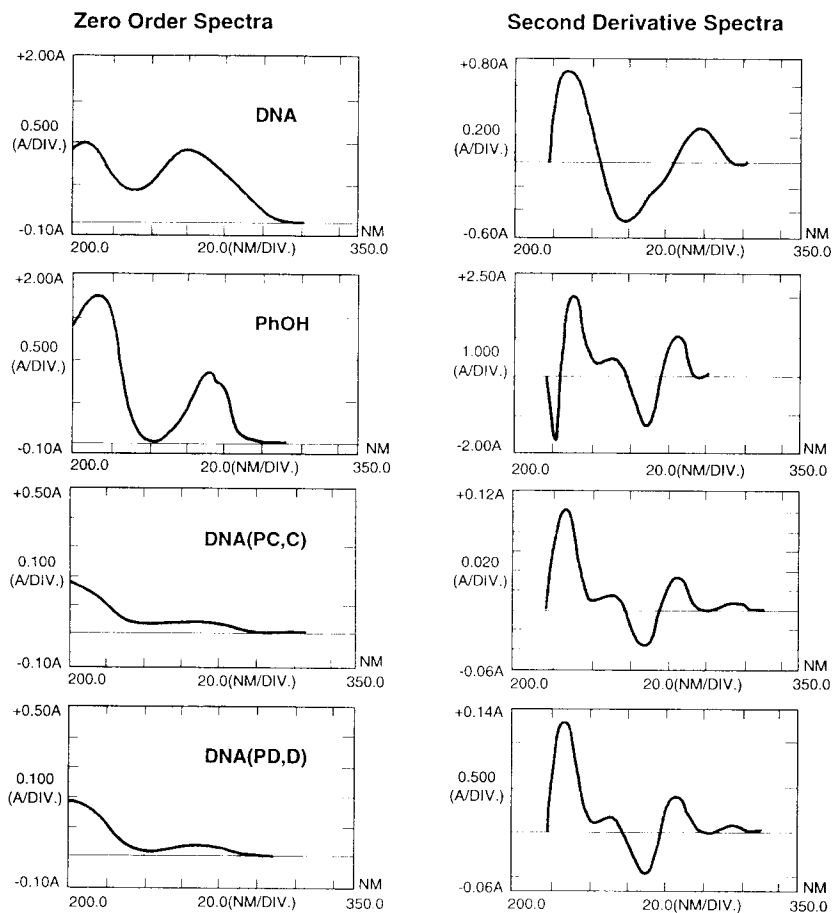 Zero Order Spectra
Second Derivative Spectra
+2.00A
DNA
0.500
(A/DIV.)
-0.10A
NM
200.0
20.0(NM/DIV.)
350.0
+0.80A
0.200
(A/DIV.)
-0.60A
NM
200.0
20.0(NM/DIV.)
350.0
+2.00A
PhOH
0.500
(A/DIV.)
-0.10A
NM
200.0
20.0(NM/DIV.)
350.0
+2.50A
1.000
(A/DIV.)
-2.00A
NM
200.0
20.0(NM/DIV.)
350.0
+0.50A
DNA(PC,C)
0.100
(A/DIV.)
-0.10A
NM
200.0
20.0(NM/DIV.)
350.0
+0.12A
0.020
(A/DIV.)
-0.06A
NM
200.0
20.0(NM/DIV.)
350.0
+0.50A
DNA(PD,D)
0.100
(A/DIV.)
-0.10A
NM
200.0
20.0(NM/DIV.)
350.0
+0.14A
0.500
(A/DIV.)
-0.06A
NM
200.0
20.0(NM/DIV.)
350.0